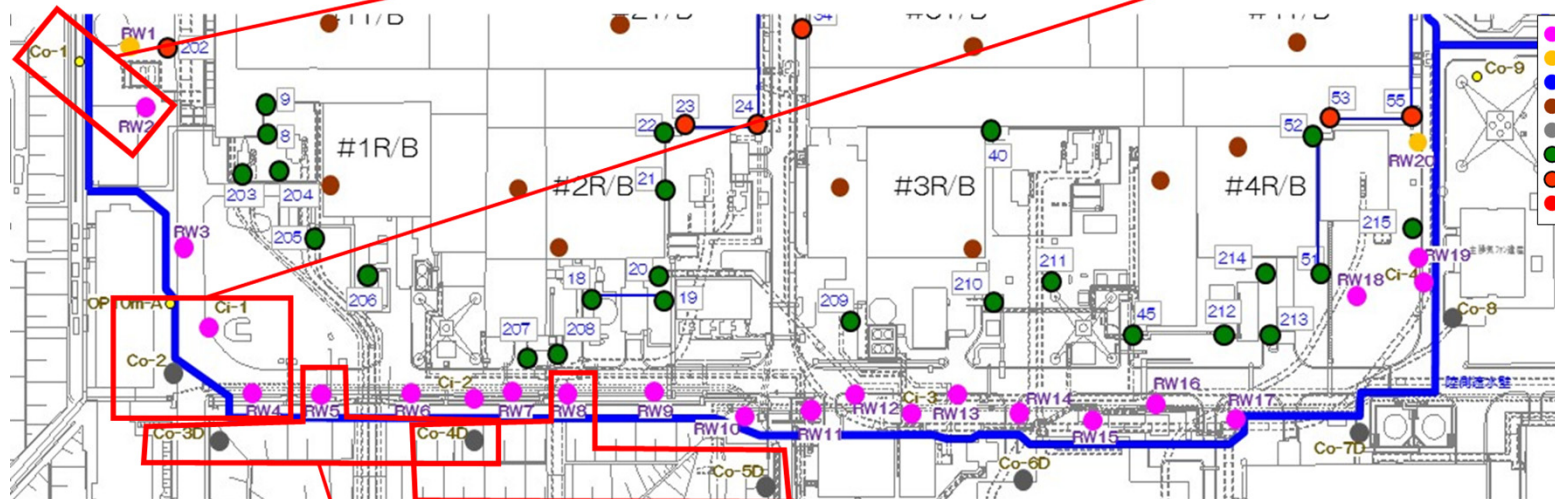 34
RW1
Co-1
202
Co-9
RW2
9
8
23
24
22
53
55
52
#1R/B
40
RW20
203
204
21
#2R/B
#3R/B
#4R/B
205
RW3
215
206
18
20
19
209
210
211
214
51
RW19
RW18
Ci-4
Om-A
Ci-1
207
208
45
212
213
Co-8
Co-2
Ci-2
RW16
陸側遮水壁
RW4
RW5
RW6
RW7
RW8
RW9
RW12
Ci-3
RW13
RW14
RW17
RW10
RW11
RW15
Co-3D
Co-4D
Co-7D
Co-5D
Co-6D